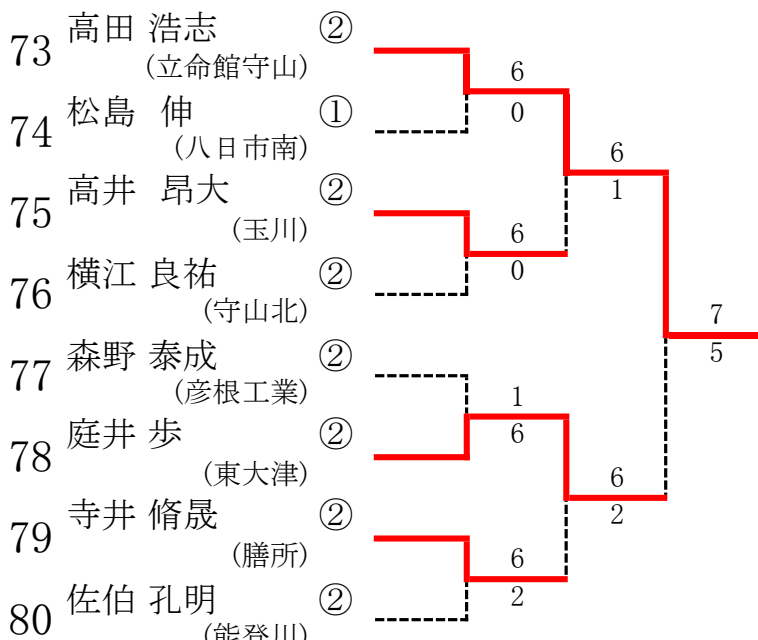 73 高田 浩志 ②
(立命館守山)
6
0
74 松島 伸 ①
(八日市南)
6
1
75 高井 昂大 ②
(玉川)
6
0
76 横江 良祐 ②
(守山北)
7
5
77 森野 泰成 ②
(彦根工業)
1
6
78 庭井 歩 ②
(東大津)
6
2
79 寺井 脩晟 ②
(膳所)
6
2
80 佐伯 孔明 ②
(能登川)